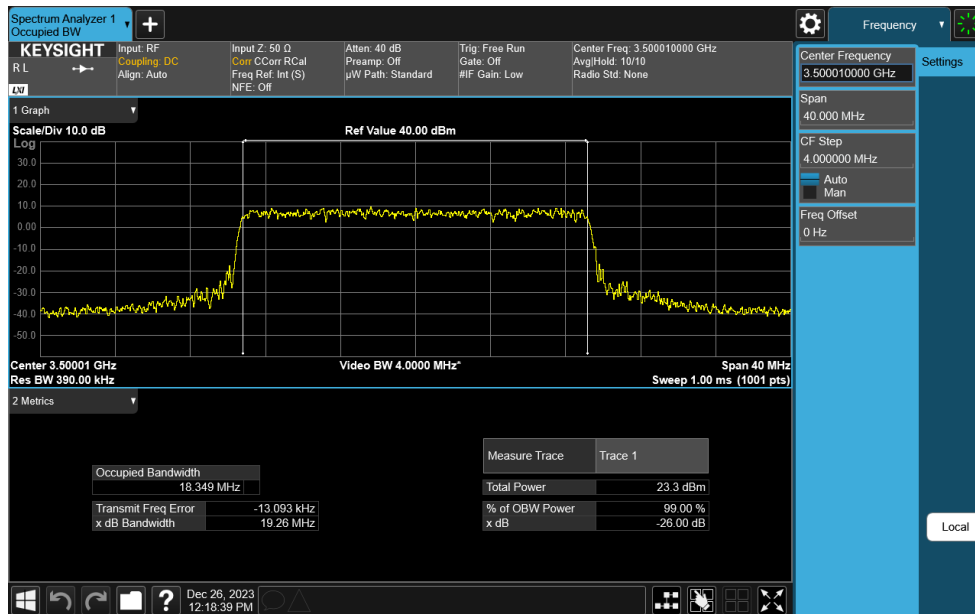 Spectrum Analyzer 1
Occupied BW
Frequency
KEYSIGHT
R L
LXI
Input: RF
Coupling: DC
Align: Auto
Input Z: 50 Ω
Corr CCorr RCal
Freq Ref: Int (S)
NFE: Off
Atten: 40 dB
Preamp: Off
µW Path: Standard
Trig: Free Run
Gate: Off
#IF Gain: Low
Center Freq: 3.500010000 GHz
Avg|Hold: 10/10
Radio Std: None
Center Frequency
3.500010000 GHz
Settings
Span
40.000 MHz
CF Step
4.000000 MHz
Auto
Man
Freq Offset
0 Hz
Local
1 Graph
Scale/Div 10.0 dB
Ref Value 40.00 dBm
Log
30.0
20.0
10.0
0.00
-10.0
-20.0
-30.0
-40.0
-50.0
Center 3.50001 GHz
Video BW 4.0000 MHz*
Span 40 MHz
Res BW 390.00 kHz
Sweep 1.00 ms (1001 pts)
2 Metrics
Measure Trace
Trace 1
Occupied Bandwidth
18.349 MHz
Total Power
23.3 dBm
Transmit Freq Error
-13.093 kHz
% of OBW Power
99.00 %
x dB Bandwidth
19.26 MHz
x dB
-26.00 dB
?
Dec 26, 2023
12:18:39 PM